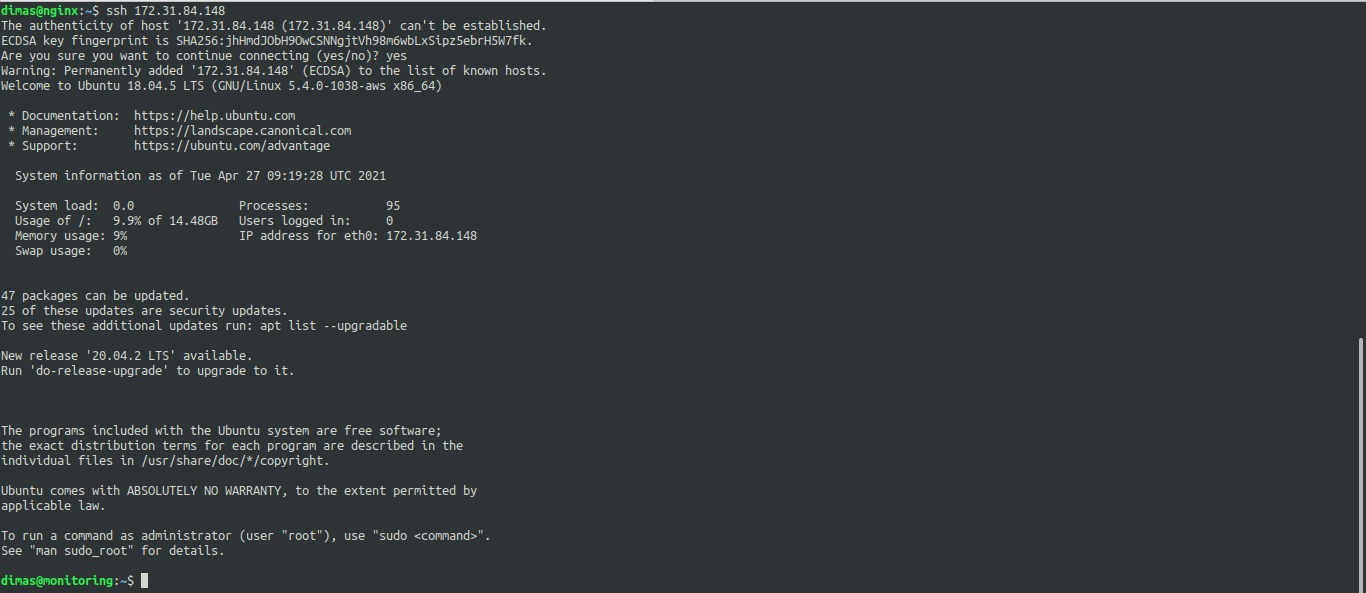 dimas@nginx:~$ ssh 172.31.84.148
The authenticity of host '172.31.84.148 (172.31.84.148)' can't be established.
ECDSA key fingerprint is SHA256:jhHmdJObH9OwCSNNgjtVh98m6wbLxSipz5ebrH5W7fk.
Are you sure you want to continue connecting (yes/no)? yes
Warning: Permanently added '172.31.84.148' (ECDSA) to the list of known hosts.
Welcome to Ubuntu 18.04.5 LTS (GNU/Linux 5.4.0-1038-aws x86_64)

 * Documentation:  https://help.ubuntu.com
 * Management:     https://landscape.canonical.com
 * Support:        https://ubuntu.com/advantage

  System information as of Tue Apr 27 09:19:28 UTC 2021

  System load:  0.0                Processes:           95
  Usage of /:   9.9% of 14.48GB   Users logged in:     0
  Memory usage: 9%                IP address for eth0: 172.31.84.148
  Swap usage:   0%

47 packages can be updated.
25 of these updates are security updates.
To see these additional updates run: apt list --upgradable

New release '20.04.2 LTS' available.
Run 'do-release-upgrade' to upgrade to it.

The programs included with the Ubuntu system are free software;
the exact distribution terms for each program are described in the
individual files in /usr/share/doc/*/copyright.

Ubuntu comes with ABSOLUTELY NO WARRANTY, to the extent permitted by
applicable law.

To run a command as administrator (user "root"), use "sudo <command>".
See "man sudo_root" for details.

dimas@monitoring:~$